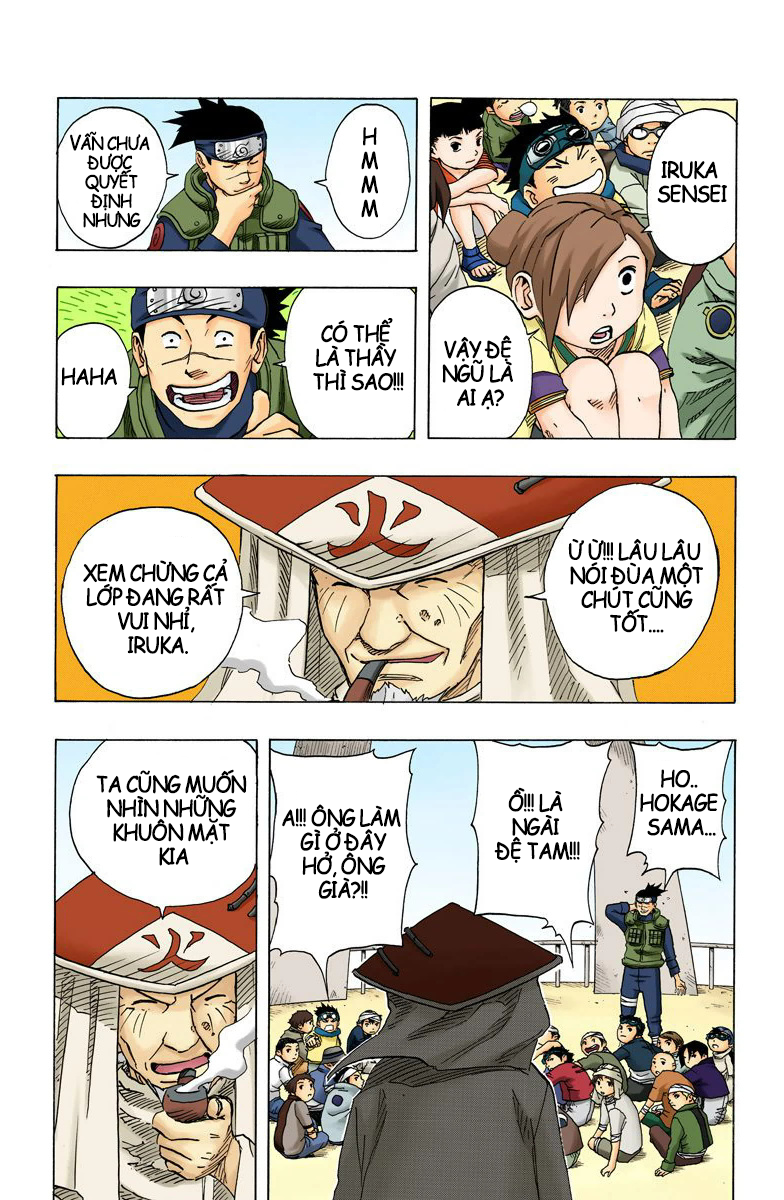 IRUKA
SENSEI
VẬY ĐỆ
NGŨ LÀ
AI Ạ?
H
M
M
M
VẪN CHƯA
ĐƯỢC
QUYẾT
ĐỊNH
NHƯNG
CÓ THỂ
LÀ THẦY
THÌ SAO!!!
HAHA
Ừ Ừ!!! LÂU LÂU
NÓI ĐÙA MỘT
CHÚT CŨNG
TỐT....
火
XEM CHỪNG CẢ
LỚP ĐANG RẤT
VUI NHỈ,
IRUKA.
HO..
HOKAGE
SAMA...
Ồ!!! LÀ
NGÀI
ĐỆ TAM!!!
A!!! ÔNG LÀM
GÌ Ở ĐÂY
HỞ, ÔNG
GIÀ?!!
TA CŨNG MUỐN
NHÌN NHỮNG
KHUÔN MẶT
KIA
火